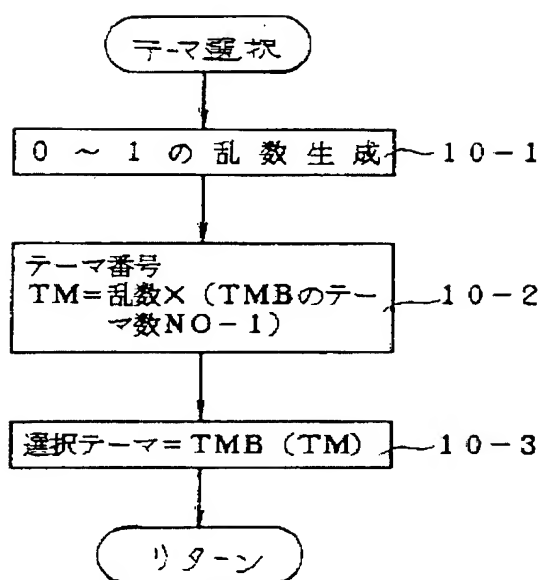 テーマ選択
0 ～ 1 の 乱 数 生 成
10-1
テーマ番号
TM=乱数×（TMBのテー
マ数NO-1）
10-2
選択テーマ=TMB（TM）
10-3
リターン